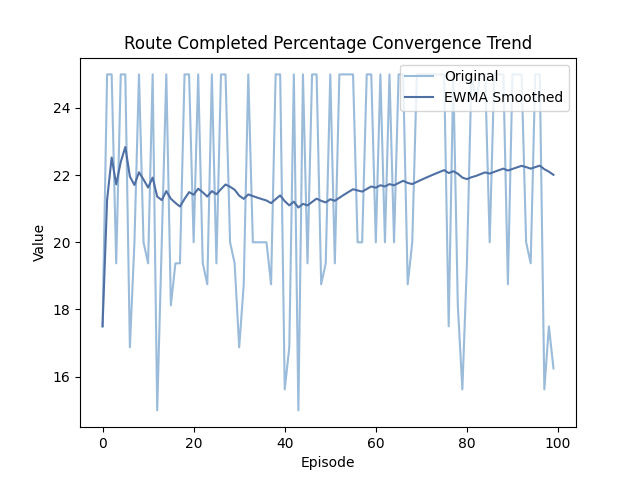 Route Completed Percentage Convergence Trend
Original
EWMA Smoothed
24
22
20
18
16
Value
0 20 40 60 80 100
Episode